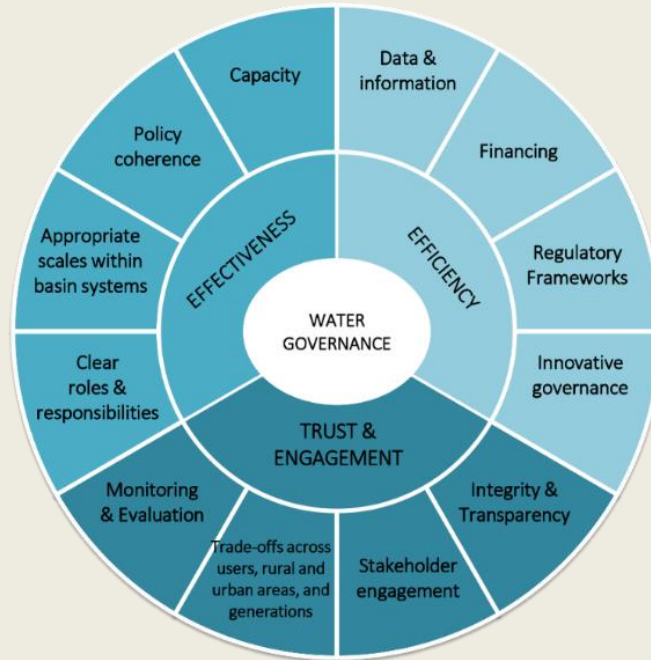 Capacity
Data &
information
Policy
coherence
Financing
Appropriate
scales within
basin systems
EFFECTIVENESS
EFFICIENCY
Regulatory
Frameworks
WATER
GOVERNANCE
Clear
roles &
responsibilities
Innovative
governance
TRUST &
ENGAGEMENT
Monitoring
& Evaluation
Integrity &
Transparency
Trade-offs across
users, rural and
urban areas, and
generations
Stakeholder
engagement